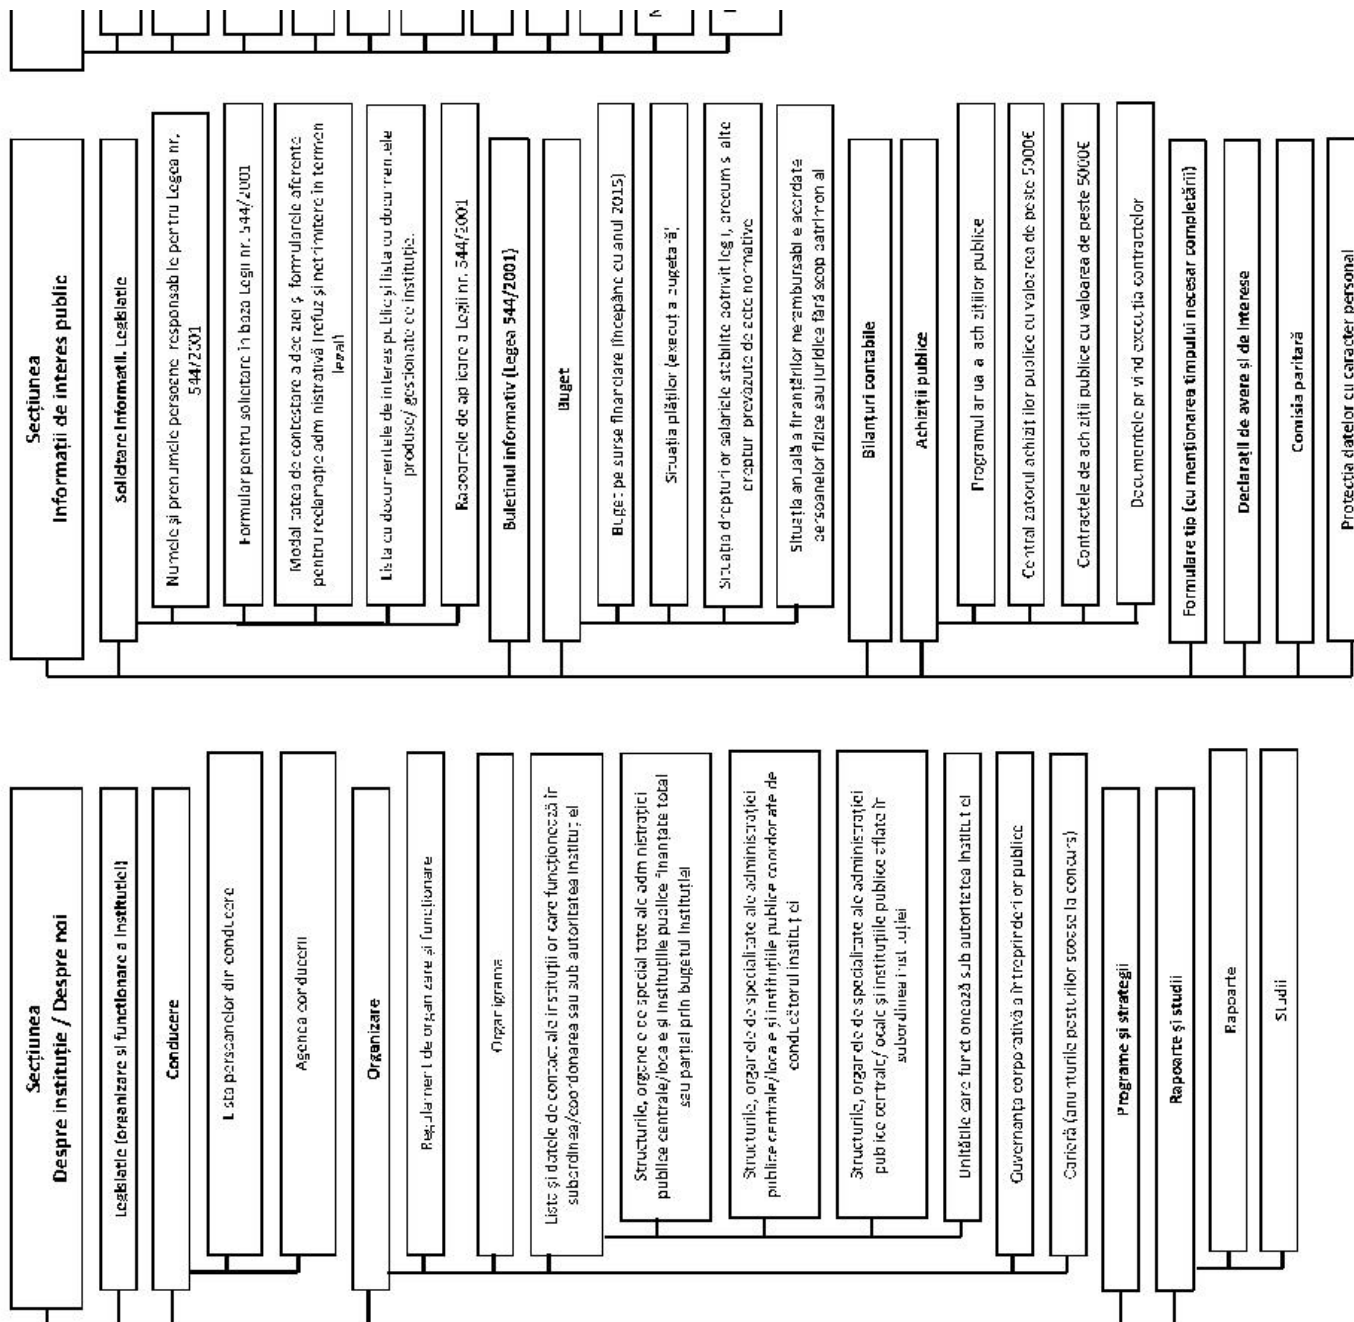 Secțiunea
Despre instituție / Despre noi
Legislație (organizare și funcționare a instituției)
Conducere
Lista persoanelor din conducere
Agenda conducerii
Organizare
Regulament de organizare și funcționare
Organigrama
Lista și datele de contact ale instituțiilor care funcționează în
subordinea/coordonarea sau sub autoritatea instituției
Structurile, organele de specialitate ale administrației
publice centrale/locale și instituțiile publice finanțate total
sau parțial prin bugetul instituției
Structurile, organele de specialitate ale administrației
publice centrale/locale și instituțiile publice coordonate de
conducătorul instituției
Structurile, organele de specialitate ale administrației
publice centrale/locale și instituțiile publice aflate în
subordinea instituției
Unitățile care funcționează sub autoritatea instituției
Guvernanța corporativă a întreprinderilor publice
Carieră (anunțurile posturilor scoase la concurs)
Programe și strategii
Rapoarte și studii
Rapoarte
Studii
Secțiunea
Informații de interes public
Solicitare informații. Legislație
Numele și prenumele persoanei responsabile pentru Legea nr.
544/2001
Formular pentru solicitare în baza Legii nr. 544/2001
Modalitatea de contestare a deciziei și formularele aferente
pentru reclamație administrativă (refuz și netrimitere în termen
legal)
Lista cu documentele de interes public și lista cu documentele
produse/ gestionate de instituție.
Rapoartele de aplicare a Legii nr. 544/2001
Buletinul informativ (Legea 544/2001)
Buget
Buget pe surse financiare (începând cu anul 2015)
Situația plăților (execuția bugetară)
Situația drepturilor salariale stabilite potrivit legii, precum și alte
drepturi prevăzute de acte normative
Situația anuală a finanțărilor nerambursabile acordate
persoanelor fizice sau juridice fără scop patrimonial
Bilanțuri contabile
Achiziții publice
Programul anual al achizițiilor publice
Centralizatorul achizițiilor publice cu valoarea de peste 5000€
Contractele de achiziții publice cu valoarea de peste 5000€
Documentele privind execuția contractelor
Formulare tip (cu menționarea timpului necesar completării)
Declarații de avere și de interese
Comisia paritară
Protecția datelor cu caracter personal